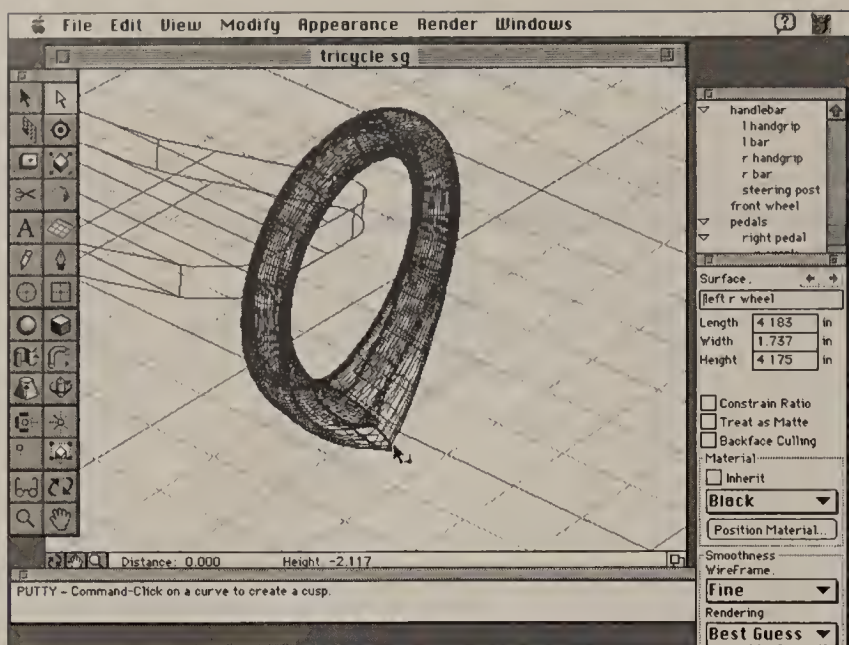 File Edit View Modify Appearance Render Windows
tricycle sg
handlebar
l handgrip
l bar
r handgrip
r bar
steering post
front wheel
pedals
right pedal
A
Surface.
left r wheel
Length 4.183 in
Width 1.737 in
Height 4.175 in
Constrain Ratio
Treat as Matte
Backface Culling
Material
Inherit
Black
Position Material...
Smoothness
WireFrame.
Fine
Rendering
Best Guess
Distance: 0.000 Height -2.117
PUTTY - Command-Click on a curve to create a cusp.